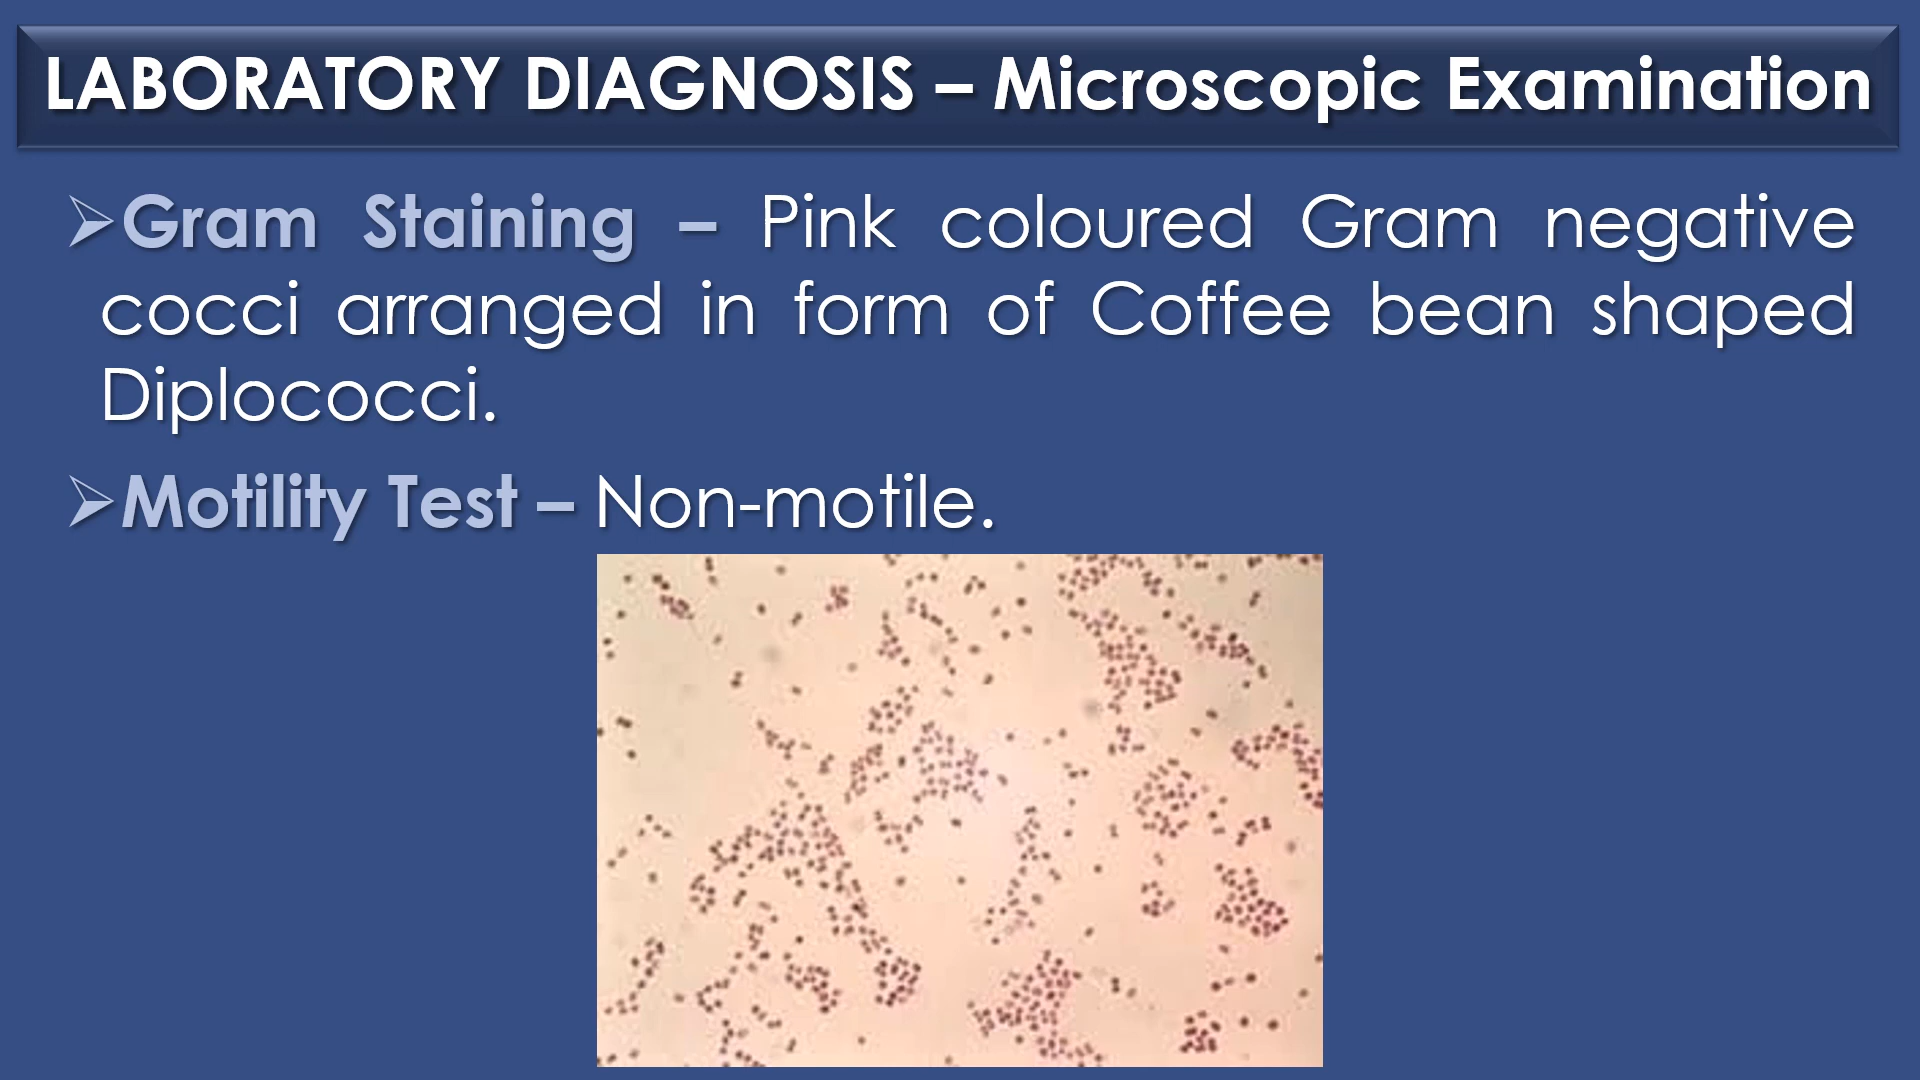 LABORATORY DIAGNOSIS – Microscopic Examination
➢Gram Staining – Pink coloured Gram negative
cocci arranged in form of Coffee bean shaped
Diplococci.
➢Motility Test – Non-motile.